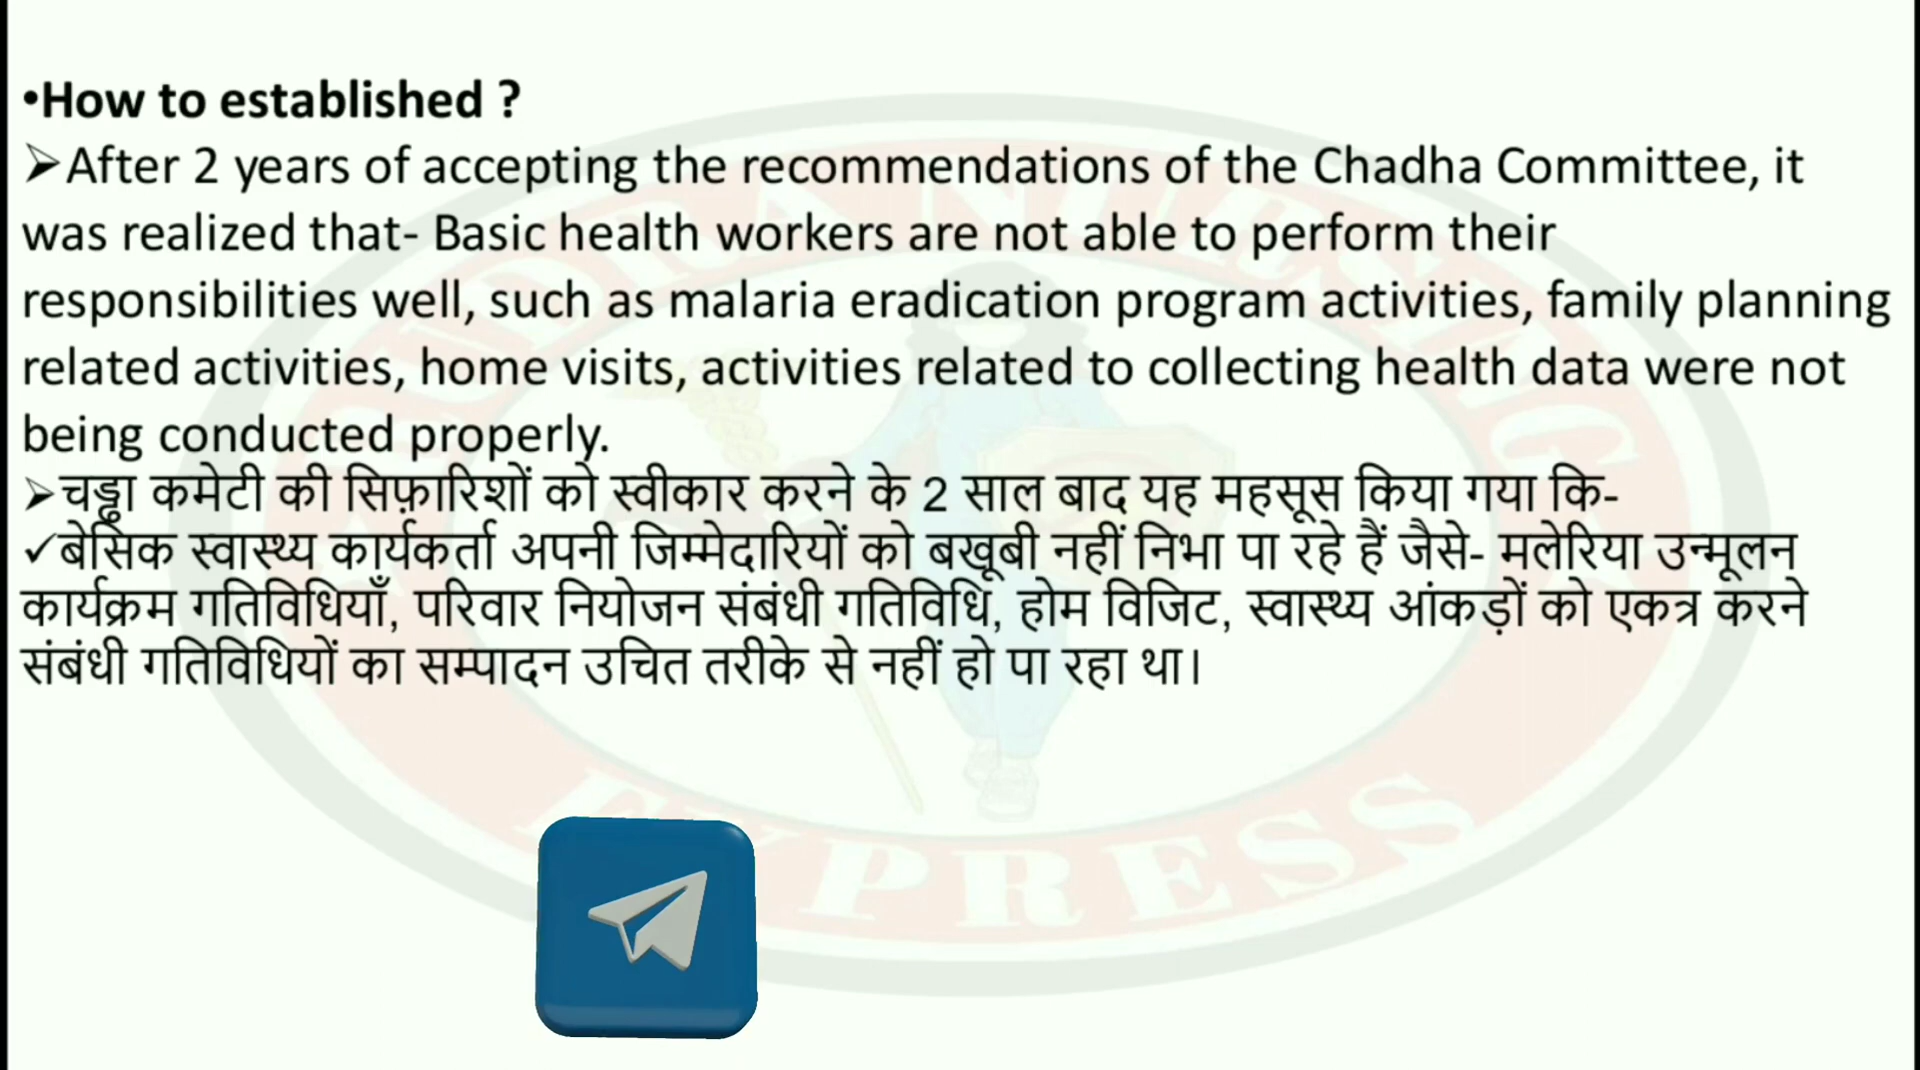 •How to established ?
➢After 2 years of accepting the recommendations of the Chadha Committee, it
was realized that- Basic health workers are not able to perform their
responsibilities well, such as malaria eradication program activities, family planning
related activities, home visits, activities related to collecting health data were not
being conducted properly.
➢चड्ढा कमेटी की सिफ़ारिशों को स्वीकार करने के 2 साल बाद यह महसूस किया गया कि-
✓बेसिक स्वास्थ्य कार्यकर्ता अपनी जिम्मेदारियों को बखूबी नहीं निभा पा रहे हैं जैसे- मलेरिया उन्मूलन
कार्यक्रम गतिविधियाँ, परिवार नियोजन संबंधी गतिविधि, होम विजिट, स्वास्थ्य आंकड़ों को एकत्र करने
संबंधी गतिविधियों का सम्पादन उचित तरीके से नहीं हो पा रहा था।
NURSING
EXPRESS